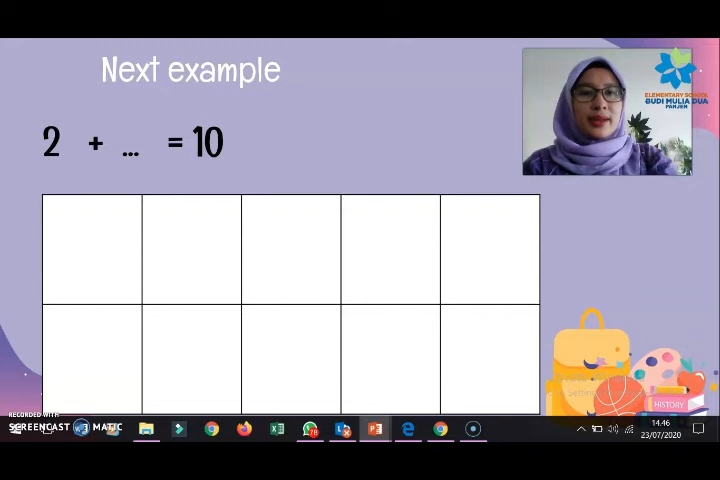 Next example
2 + ... = 10
ELEMENTARY SCHOOL
BUDI MULIA DUA
PANJEN
HISTORY
RECORDED WITH
SCREENCAST MATIC
78
14.46
23/07/2020